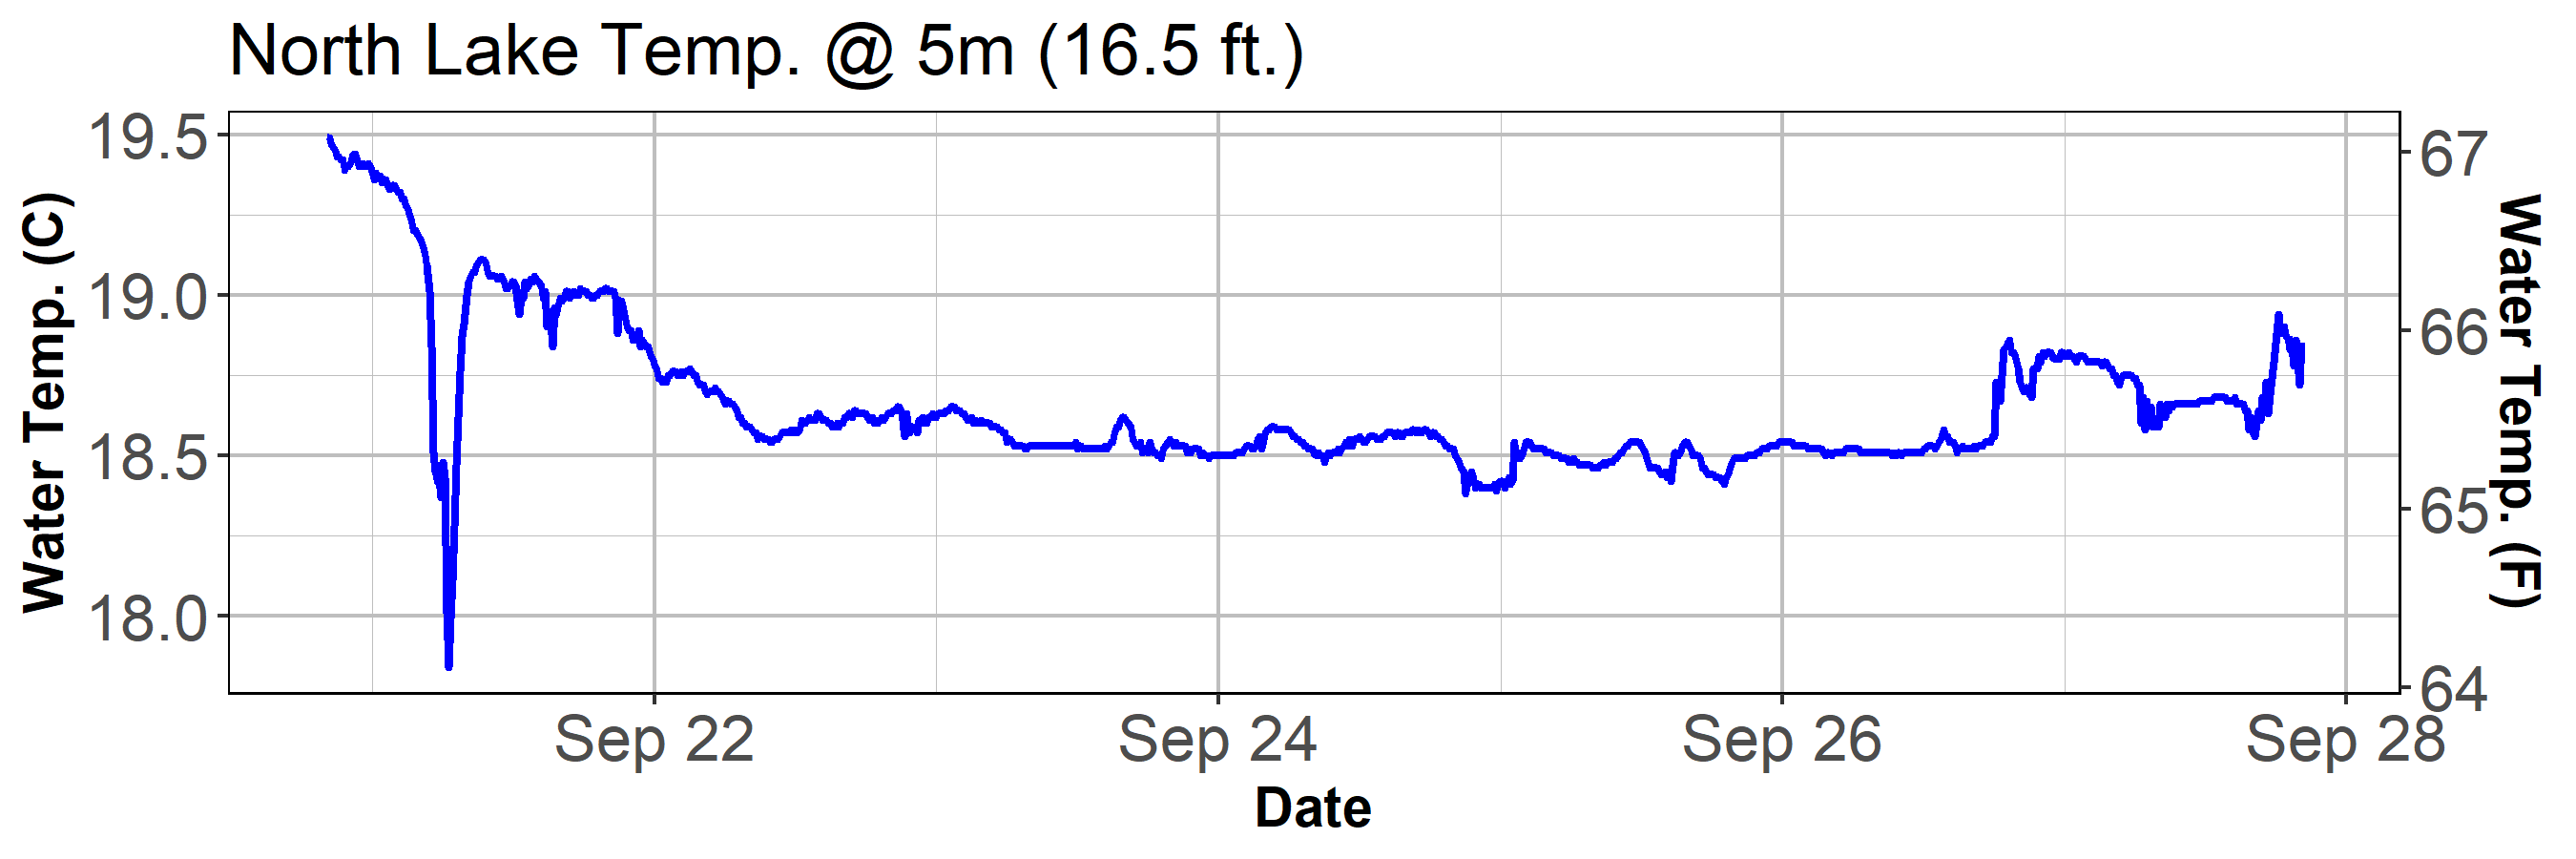 North Lake Temp. @ 5m (16.5 ft.)
Water Temp. (C)
19.5
19.0
18.5
18.0
67
66
65
64
Water Temp. (F)
Sep 22 Sep 24 Sep 26 Sep 28
Date